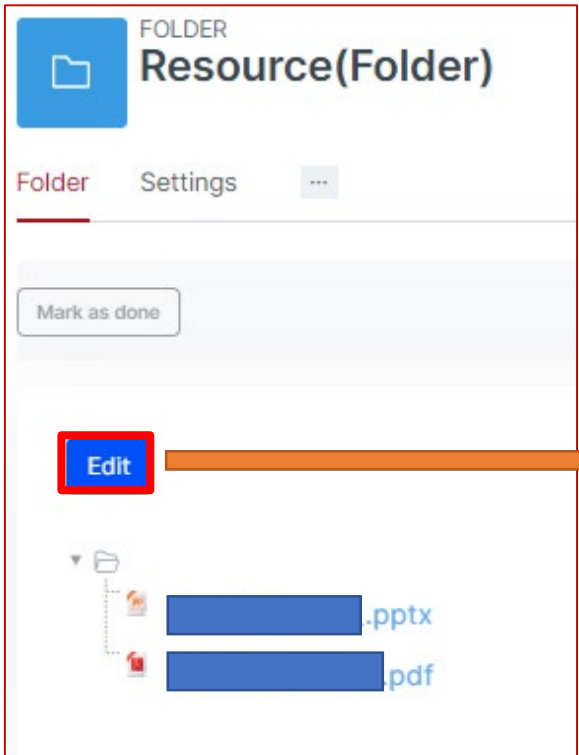 FOLDER
Resource(Folder)
Folder Settings ...
Mark as done
Edit
.pptx
.pdf